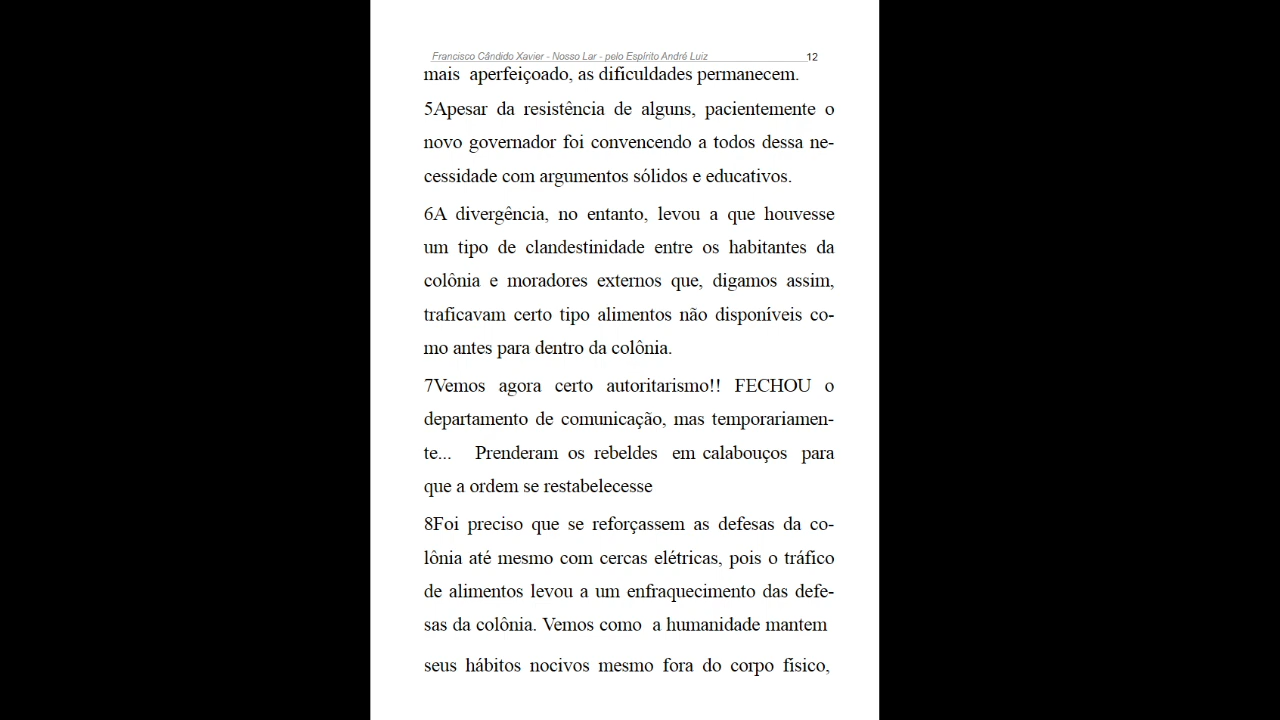 Francisco Cândido Xavier - Nosso Lar - pelo Espírito André Luiz 12
mais aperfeiçoado, as dificuldades permanecem.
5Apesar da resistência de alguns, pacientemente o
novo governador foi convencendo a todos dessa ne-
cessidade com argumentos sólidos e educativos.
6A divergência, no entanto, levou a que houvesse
um tipo de clandestinidade entre os habitantes da
colônia e moradores externos que, digamos assim,
traficavam certo tipo alimentos não disponíveis co-
mo antes para dentro da colônia.
7Vemos agora certo autoritarismo!! FECHOU o
departamento de comunicação, mas temporariamen-
te... Prenderam os rebeldes em calabouços para
que a ordem se restabelecesse
8Foi preciso que se reforçassem as defesas da co-
lônia até mesmo com cercas elétricas, pois o tráfico
de alimentos levou a um enfraquecimento das defe-
sas da colônia. Vemos como a humanidade mantem
seus hábitos nocivos mesmo fora do corpo físico,